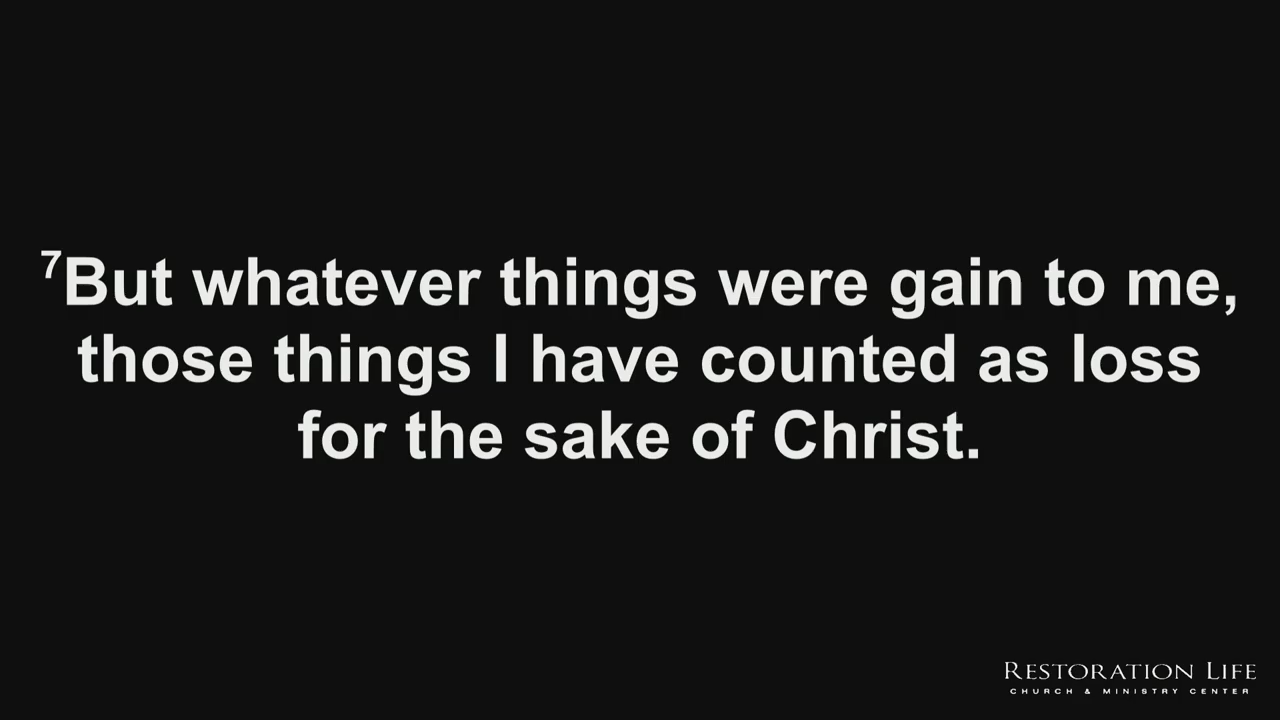 ⁷But whatever things were gain to me,
those things I have counted as loss
for the sake of Christ.
RESTORATION LIFE
CHURCH & MINISTRY CENTER